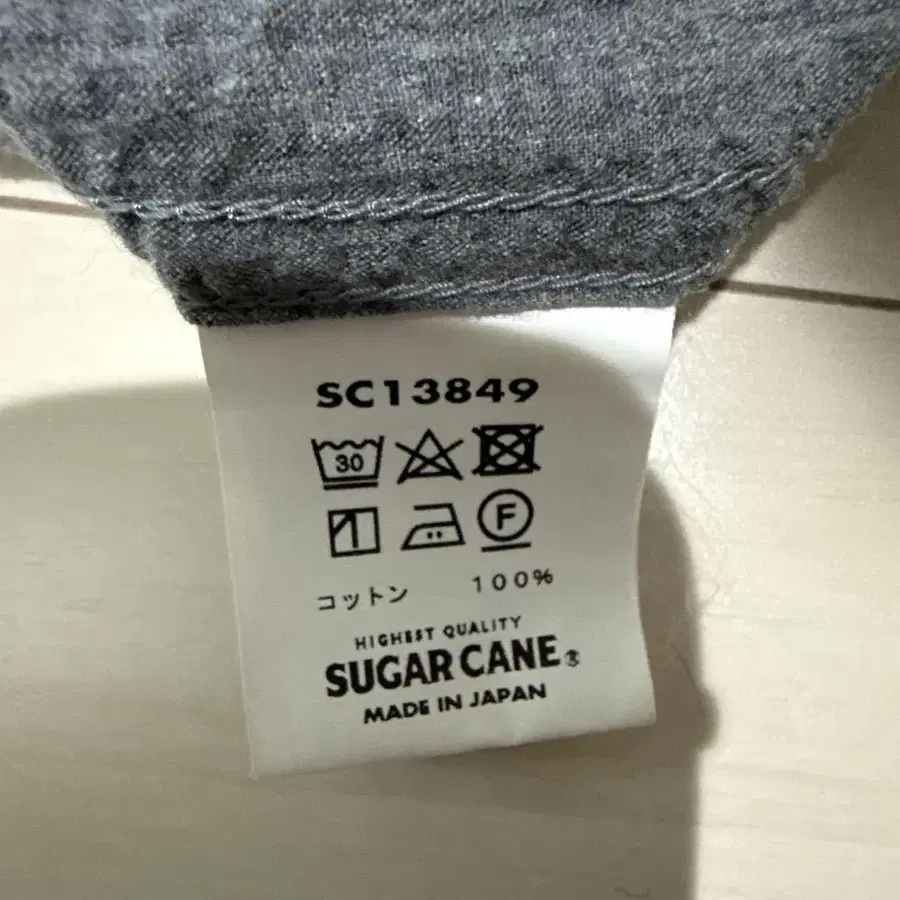 SC13849
30
F
コットン 100%
HIGHEST QUALITY
SUGAR CANE®
MADE IN JAPAN